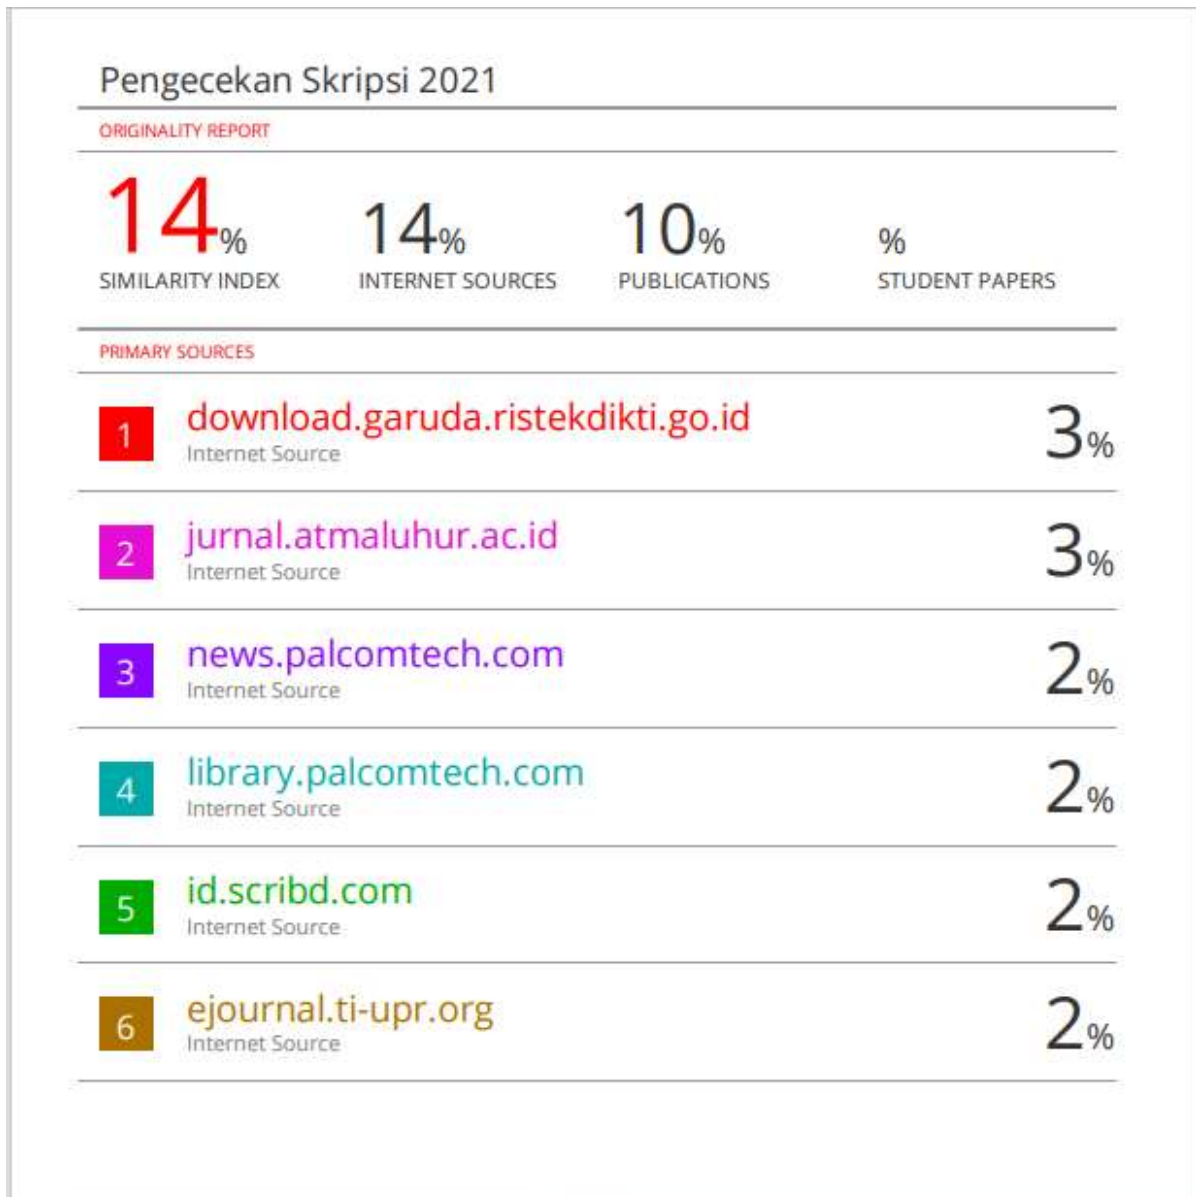 Pengecekan Skripsi 2021
ORIGINALITY REPORT
14% 14% 10% %
SIMILARITY INDEX INTERNET SOURCES PUBLICATIONS STUDENT PAPERS
PRIMARY SOURCES
1 download.garuda.ristekdikti.go.id 3%
Internet Source
2 jurnal.atmaluhur.ac.id 3%
Internet Source
3 news.palcomtech.com 2%
Internet Source
4 library.palcomtech.com 2%
Internet Source
5 id.scribd.com 2%
Internet Source
6 ejournal.ti-upr.org 2%
Internet Source